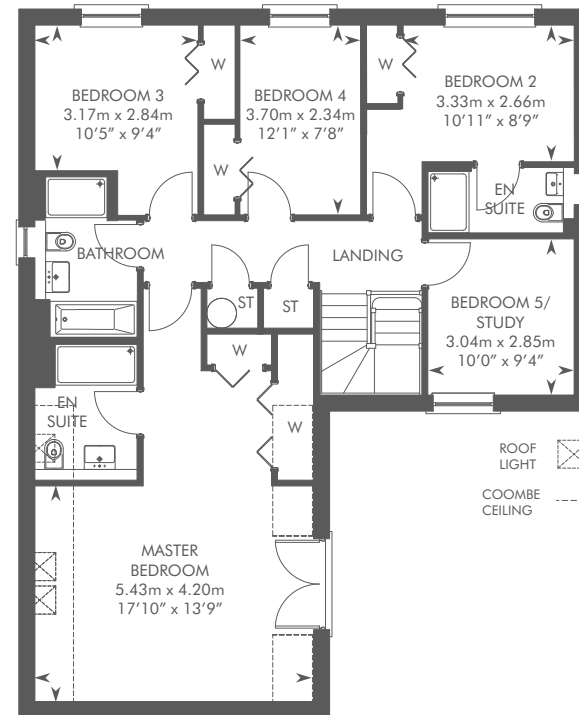 BEDROOM 3
3.17m x 2.84m
10’5” x 9’4”
W
W
BEDROOM 4
3.70m x 2.34m
12’1” x 7’8”
W
BEDROOM 2
3.33m x 2.66m
10’11” x 8’9”
EN
SUITE
BATHROOM
LANDING
ST
ST
BEDROOM 5/
STUDY
3.04m x 2.85m
10’0” x 9’4”
W
W
EN
SUITE
MASTER
BEDROOM
5.43m x 4.20m
17’10” x 13’9”
ROOF
LIGHT
COOMBE
CEILING